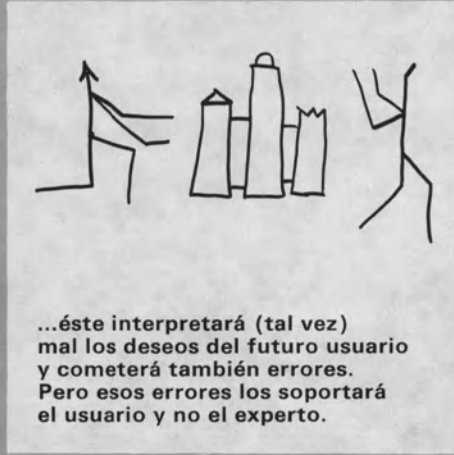 ...éste interpretará (tal vez)
mal los deseos del futuro usuario
y cometerá también errores.
Pero esos errores los soportará
el usuario y no el experto.